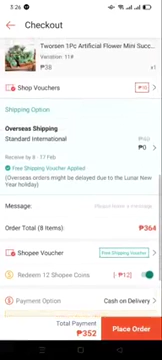 3:26
Checkout
Tworsen 1Pc Artificial Flower Mini Succ...
Variation: 11#
₱38
x1
Shop Vouchers
₱10
Shipping Option
Overseas Shipping
Standard International
₱0
Receive by 8 - 17 Feb
Free Shipping Voucher Applied
(Overseas orders might be delayed due to the Lunar New
Year holiday)
Message:
Order Total (8 Items)
₱364
Shopee Voucher
Free Shipping Voucher
Redeem 12 Shopee Coins
[-₱12]
Payment Option
Cash on Delivery
Total Payment
₱352
Place Order